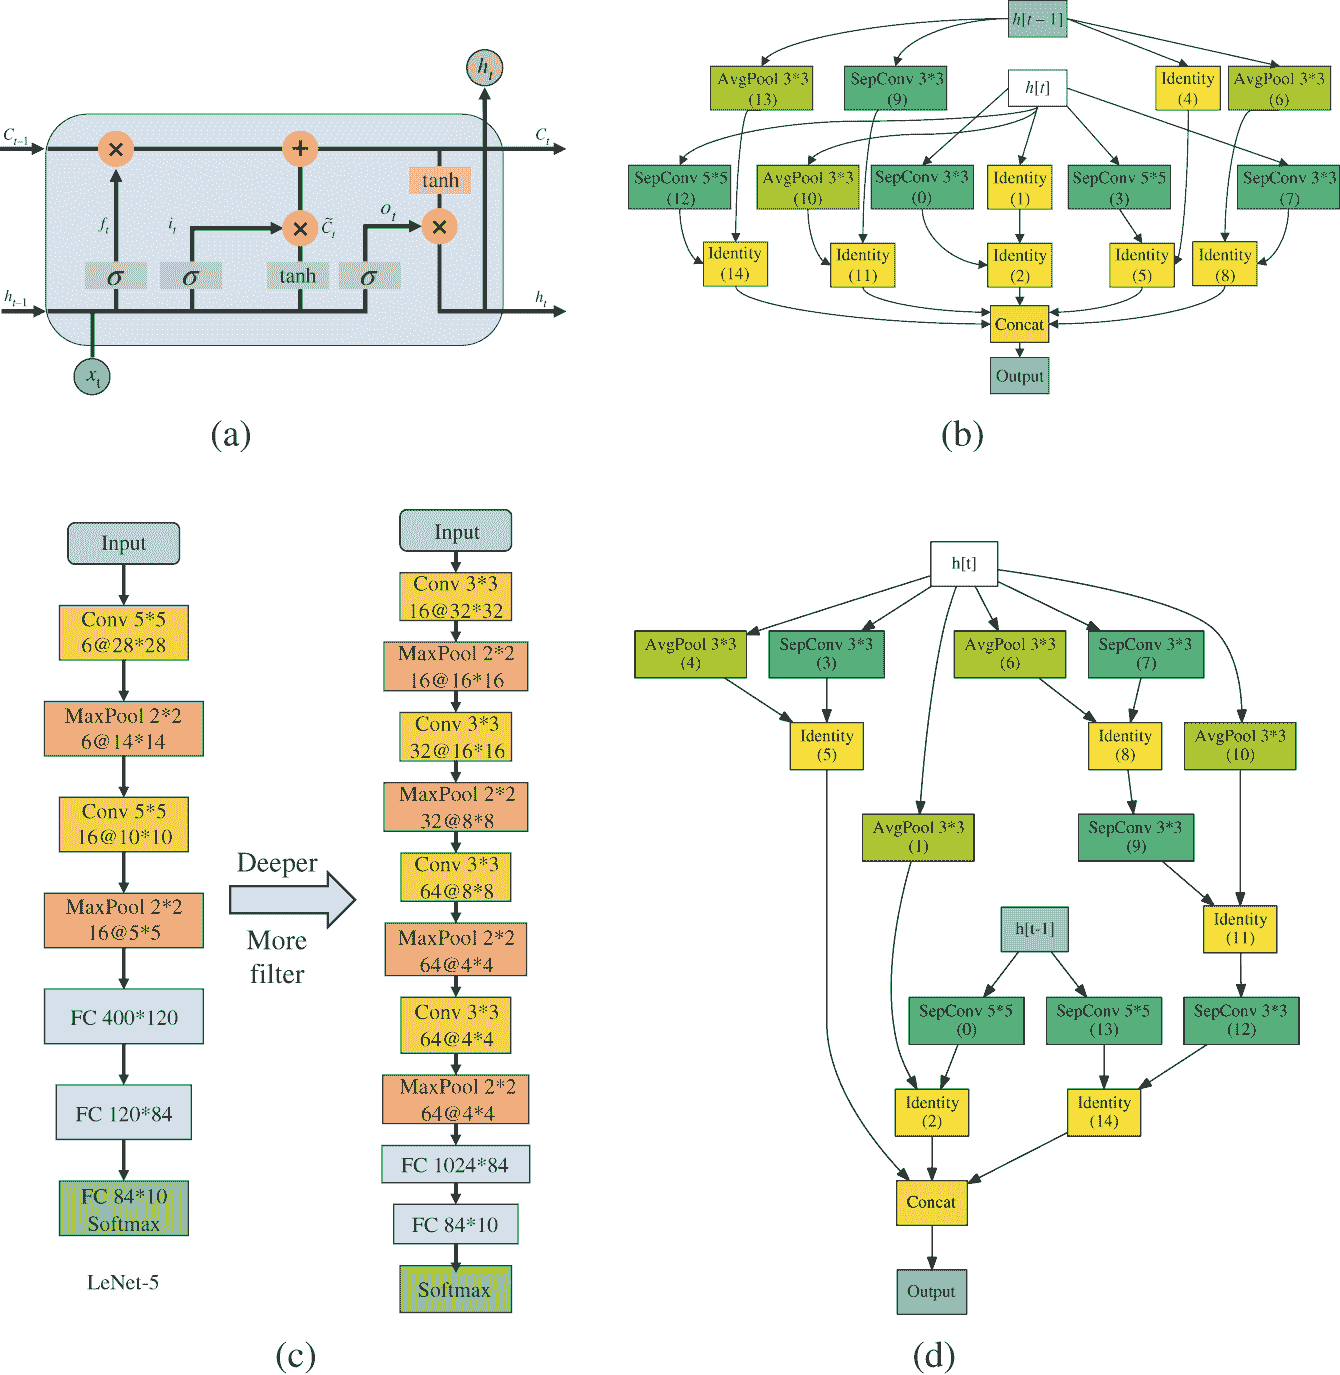 h_t
C_{t-1}
C_t
tanh
f_t
i_t
C̃_t
o_t
σ
σ
tanh
σ
h_{t-1}
h_t
x_t
(a)
h[t − 1]
AvgPool 3*3
(13)
SepConv 3*3
(9)
h[t]
Identity
(4)
AvgPool 3*3
(6)
SepConv 5*5
(12)
AvgPool 3*3
(10)
SepConv 3*3
(0)
Identity
(1)
SepConv 5*5
(3)
SepConv 3*3
(7)
Identity
(14)
Identity
(11)
Identity
(2)
Identity
(5)
Identity
(8)
Concat
Output
(b)
Input
Conv 5*5
6@28*28
MaxPool 2*2
6@14*14
Conv 5*5
16@10*10
MaxPool 2*2
16@5*5
FC 400*120
FC 120*84
FC 84*10
Softmax
LeNet-5
Deeper
More
filter
Input
Conv 3*3
16@32*32
MaxPool 2*2
16@16*16
Conv 3*3
32@16*16
MaxPool 2*2
32@8*8
Conv 3*3
64@8*8
MaxPool 2*2
64@4*4
Conv 3*3
64@4*4
MaxPool 2*2
64@4*4
FC 1024*84
FC 84*10
Softmax
(c)
h[t]
AvgPool 3*3
(4)
SepConv 3*3
(3)
AvgPool 3*3
(6)
SepConv 3*3
(7)
Identity
(5)
Identity
(8)
AvgPool 3*3
(10)
AvgPool 3*3
(1)
SepConv 3*3
(9)
h[t-1]
Identity
(11)
SepConv 5*5
(0)
SepConv 5*5
(13)
SepConv 3*3
(12)
Identity
(2)
Identity
(14)
Concat
Output
(d)